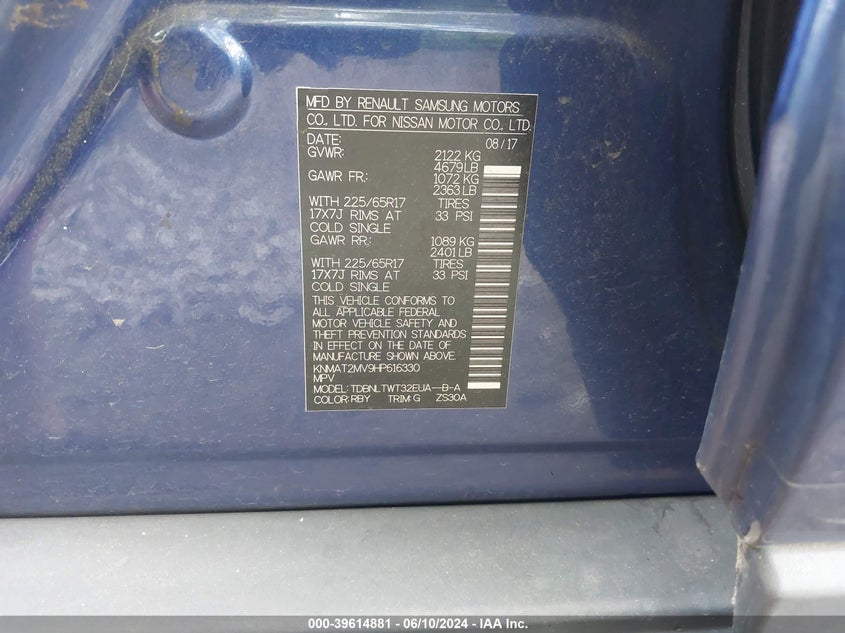 MFD BY RENAULT SAMSUNG MOTORS
CO., LTD. FOR NISSAN MOTOR CO., LTD.
DATE: 08/17
GVWR: 2122 KG
4679 LB
GAWR FR: 1072 KG
2363 LB
WITH 225/65R17 TIRES
17X7J RIMS AT 33 PSI
COLD SINGLE
GAWR RR: 1089 KG
2401 LB
WITH 225/65R17 TIRES
17X7J RIMS AT 33 PSI
COLD SINGLE
THIS VEHICLE CONFORMS TO
ALL APPLICABLE FEDERAL
MOTOR VEHICLE SAFETY AND
THEFT PREVENTION STANDARDS
IN EFFECT ON THE DATE OF
MANUFACTURE SHOWN ABOVE.
KNMAT2MV9HP616330
MPV
MODEL: TDBNLTWT32EUA--B-A
COLOR: RBY TRIM: G ZS30A
000-39614881 - 06/10/2024 - IAA Inc.